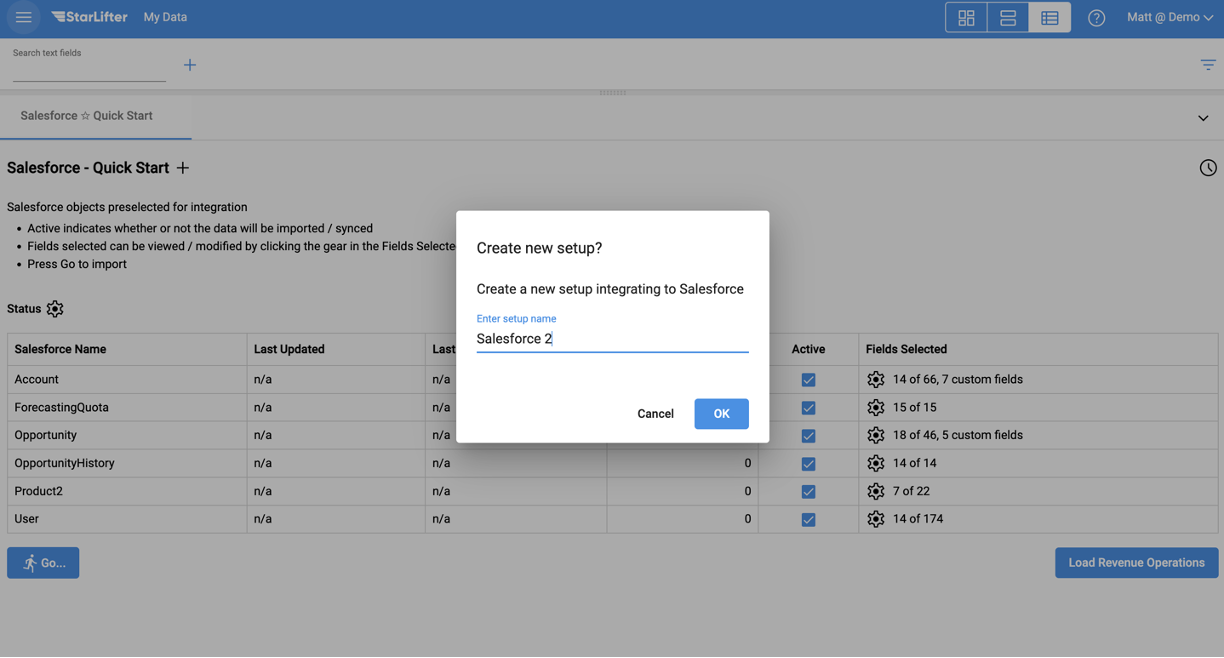 StarLifter My Data Matt @ Demo
Search text fields
Salesforce ☆ Quick Start
Salesforce - Quick Start
Salesforce objects preselected for integration
• Active indicates whether or not the data will be imported / synced
• Fields selected can be viewed / modified by clicking the gear in the Fields
• Press Go to import
Create new setup?
Create a new setup integrating to Salesforce
Enter setup name
Salesforce 2
Cancel OK
Status
Salesforce Name Last Updated Last Active Fields Selected
Account n/a n/a 14 of 66, 7 custom fields
ForecastingQuota n/a n/a 15 of 15
Opportunity n/a n/a 18 of 46, 5 custom fields
OpportunityHistory n/a n/a 0 14 of 14
Product2 n/a n/a 0 7 of 22
User n/a n/a 0 14 of 174
Go... Load Revenue Operations